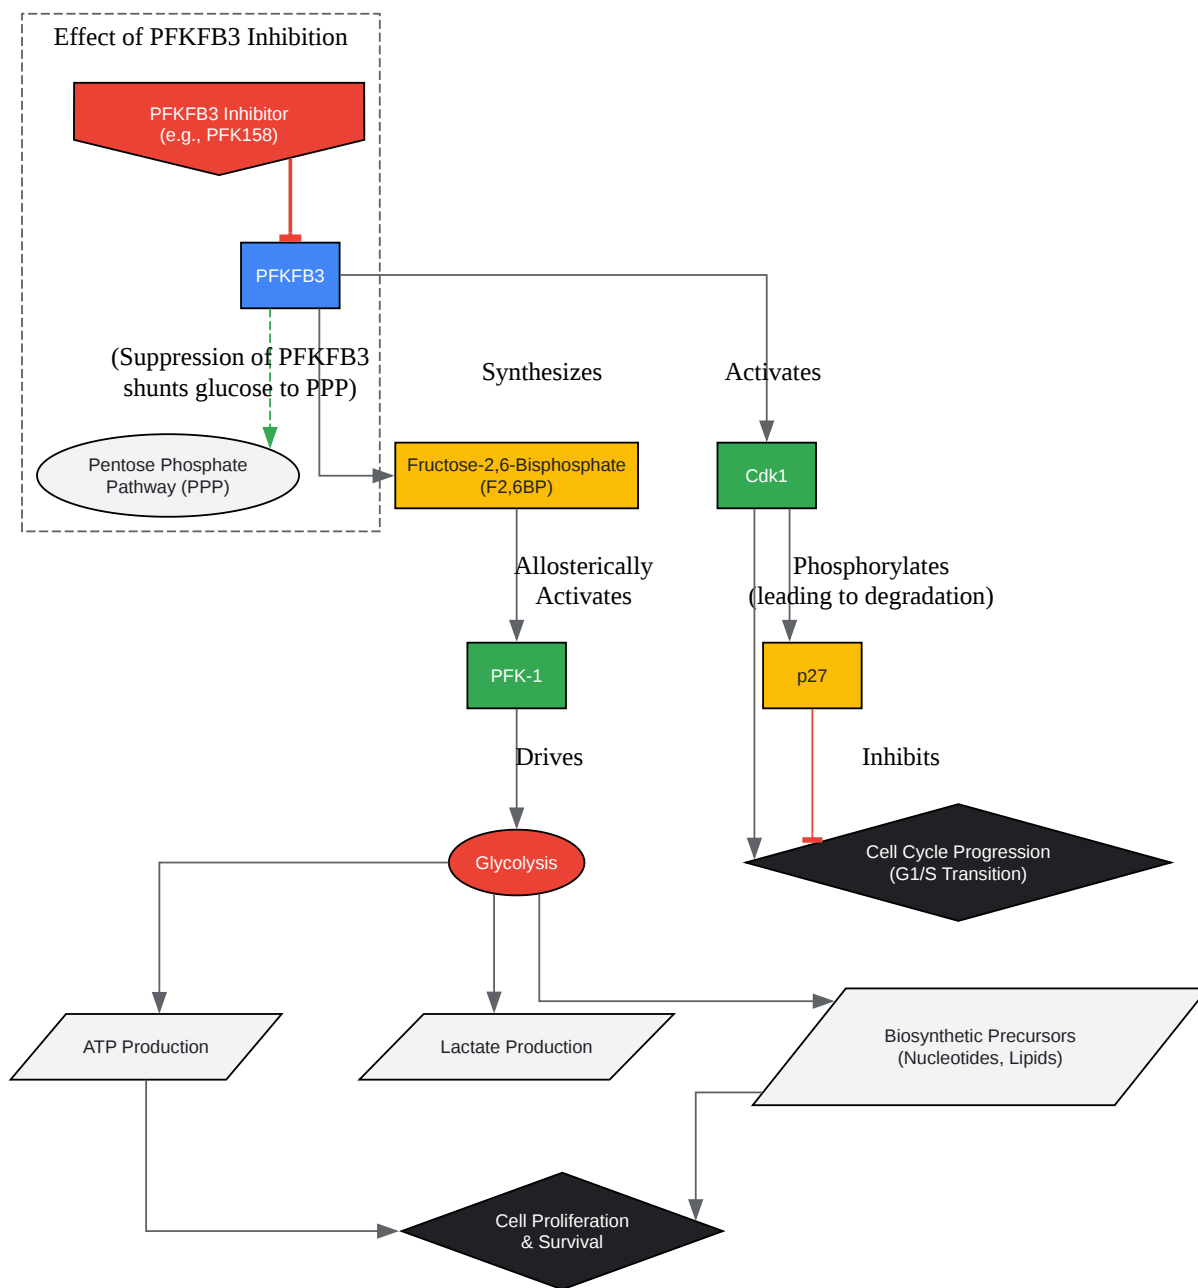 Effect of PFKFB3 Inhibition
PFKFB3 Inhibitor
(e.g., PFK158)
PFKFB3
(Suppression of PFKFB3
shunts glucose to PPP)
Synthesizes
Activates
Pentose Phosphate
Pathway (PPP)
Fructose-2,6-Bisphosphate
(F2,6BP)
Cdk1
Allosterically
Activates
Phosphorylates
(leading to degradation)
PFK-1
p27
Drives
Inhibits
Glycolysis
Cell Cycle Progression
(G1/S Transition)
ATP Production
Lactate Production
Biosynthetic Precursors
(Nucleotides, Lipids)
Cell Proliferation
& Survival